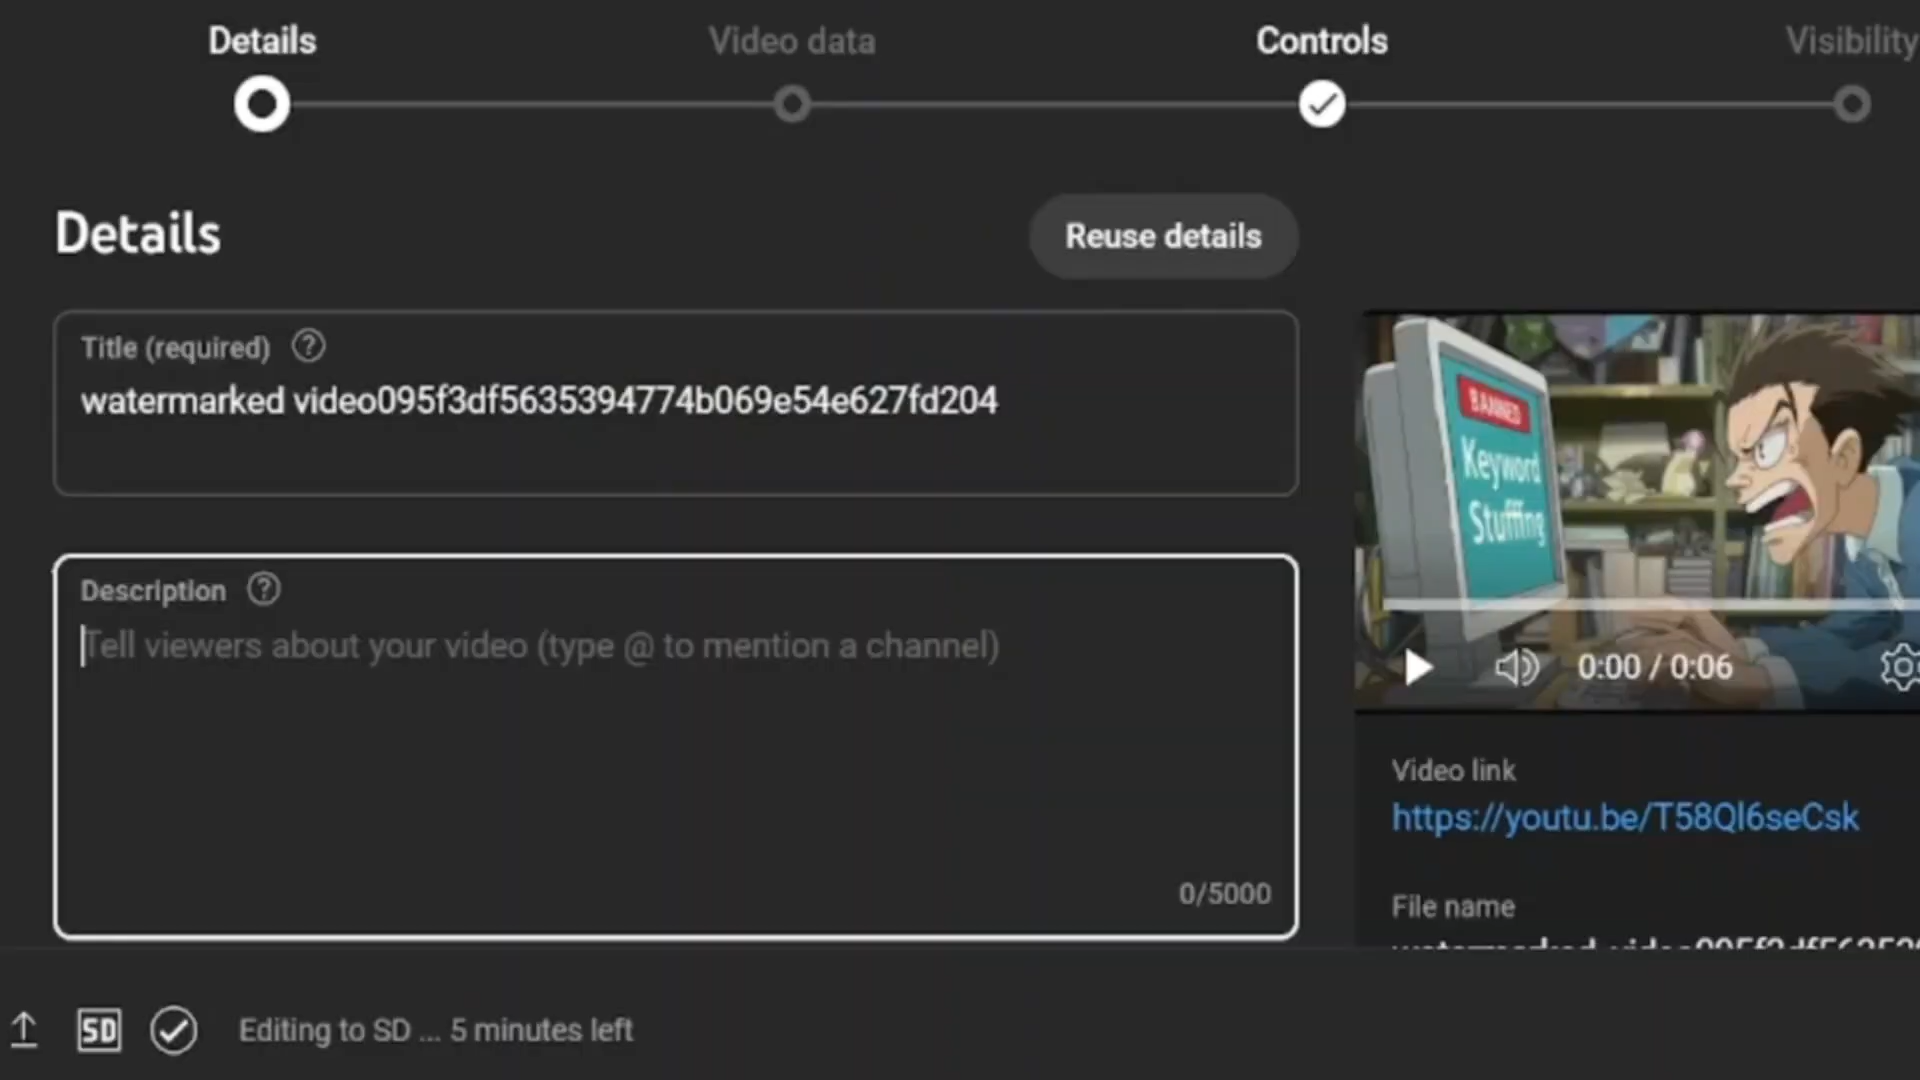 Details
Video data
Controls
Visibility
Details
Reuse details
Title (required)
watermarked video095f3df5635394774b069e54e627fd204
Description
Tell viewers about your video (type @ to mention a channel)
0/5000
BANNED
Keyword
Stuffing
0:00 / 0:06
Video link
https://youtu.be/T58Ql6seCsk
File name
SD
Editing to SD ... 5 minutes left